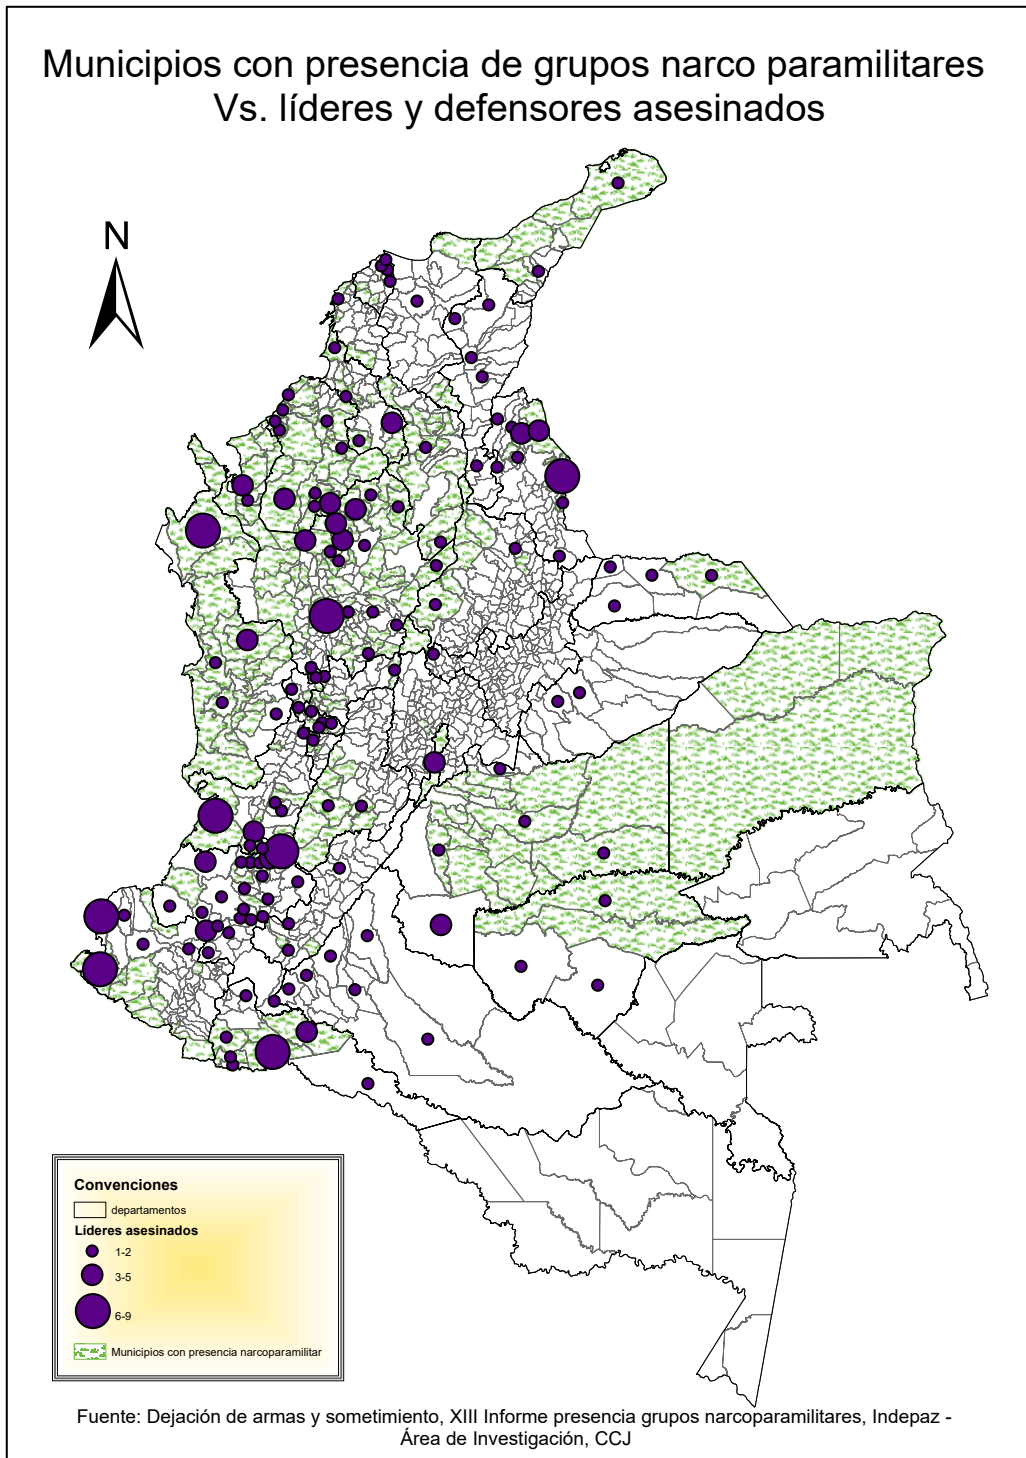 Municipios con presencia de grupos narco paramilitares
Vs. líderes y defensores asesinados
N
Convenciones
departamentos
Líderes asesinados
1-2
3-5
6-9
Municipios con presencia narcoparamilitar
Fuente: Dejación de armas y sometimiento, XIII Informe presencia grupos narcoparamilitares, Indepaz -
Área de Investigación, CCJ